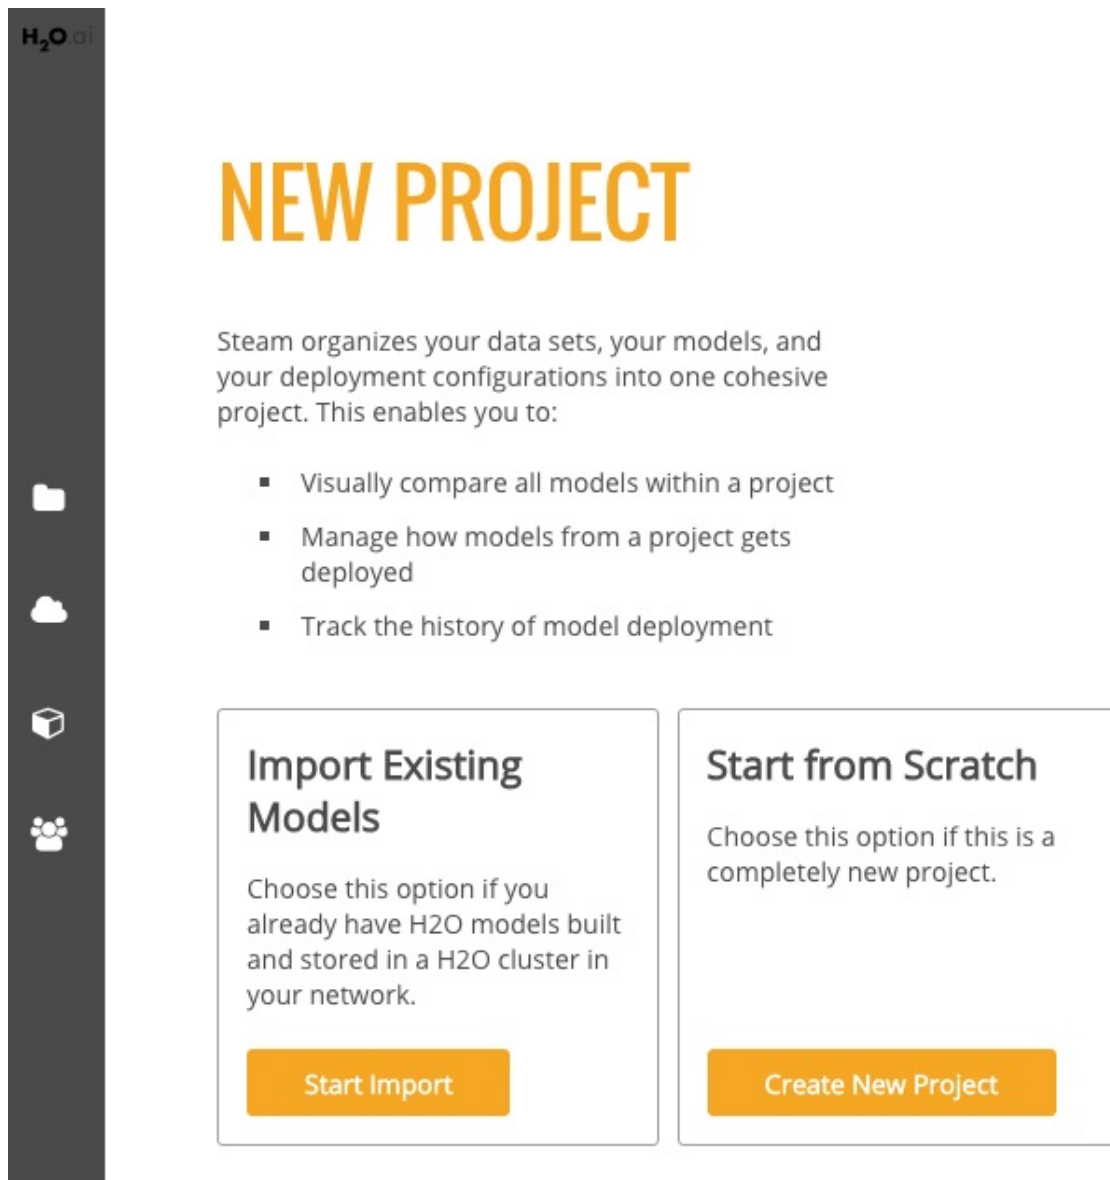 H2O.ai
NEW PROJECT
Steam organizes your data sets, your models, and
your deployment configurations into one cohesive
project. This enables you to:
▪ Visually compare all models within a project
▪ Manage how models from a project gets
deployed
▪ Track the history of model deployment
Import Existing
Models
Choose this option if you
already have H2O models built
and stored in a H2O cluster in
your network.
Start Import
Start from Scratch
Choose this option if this is a
completely new project.
Create New Project